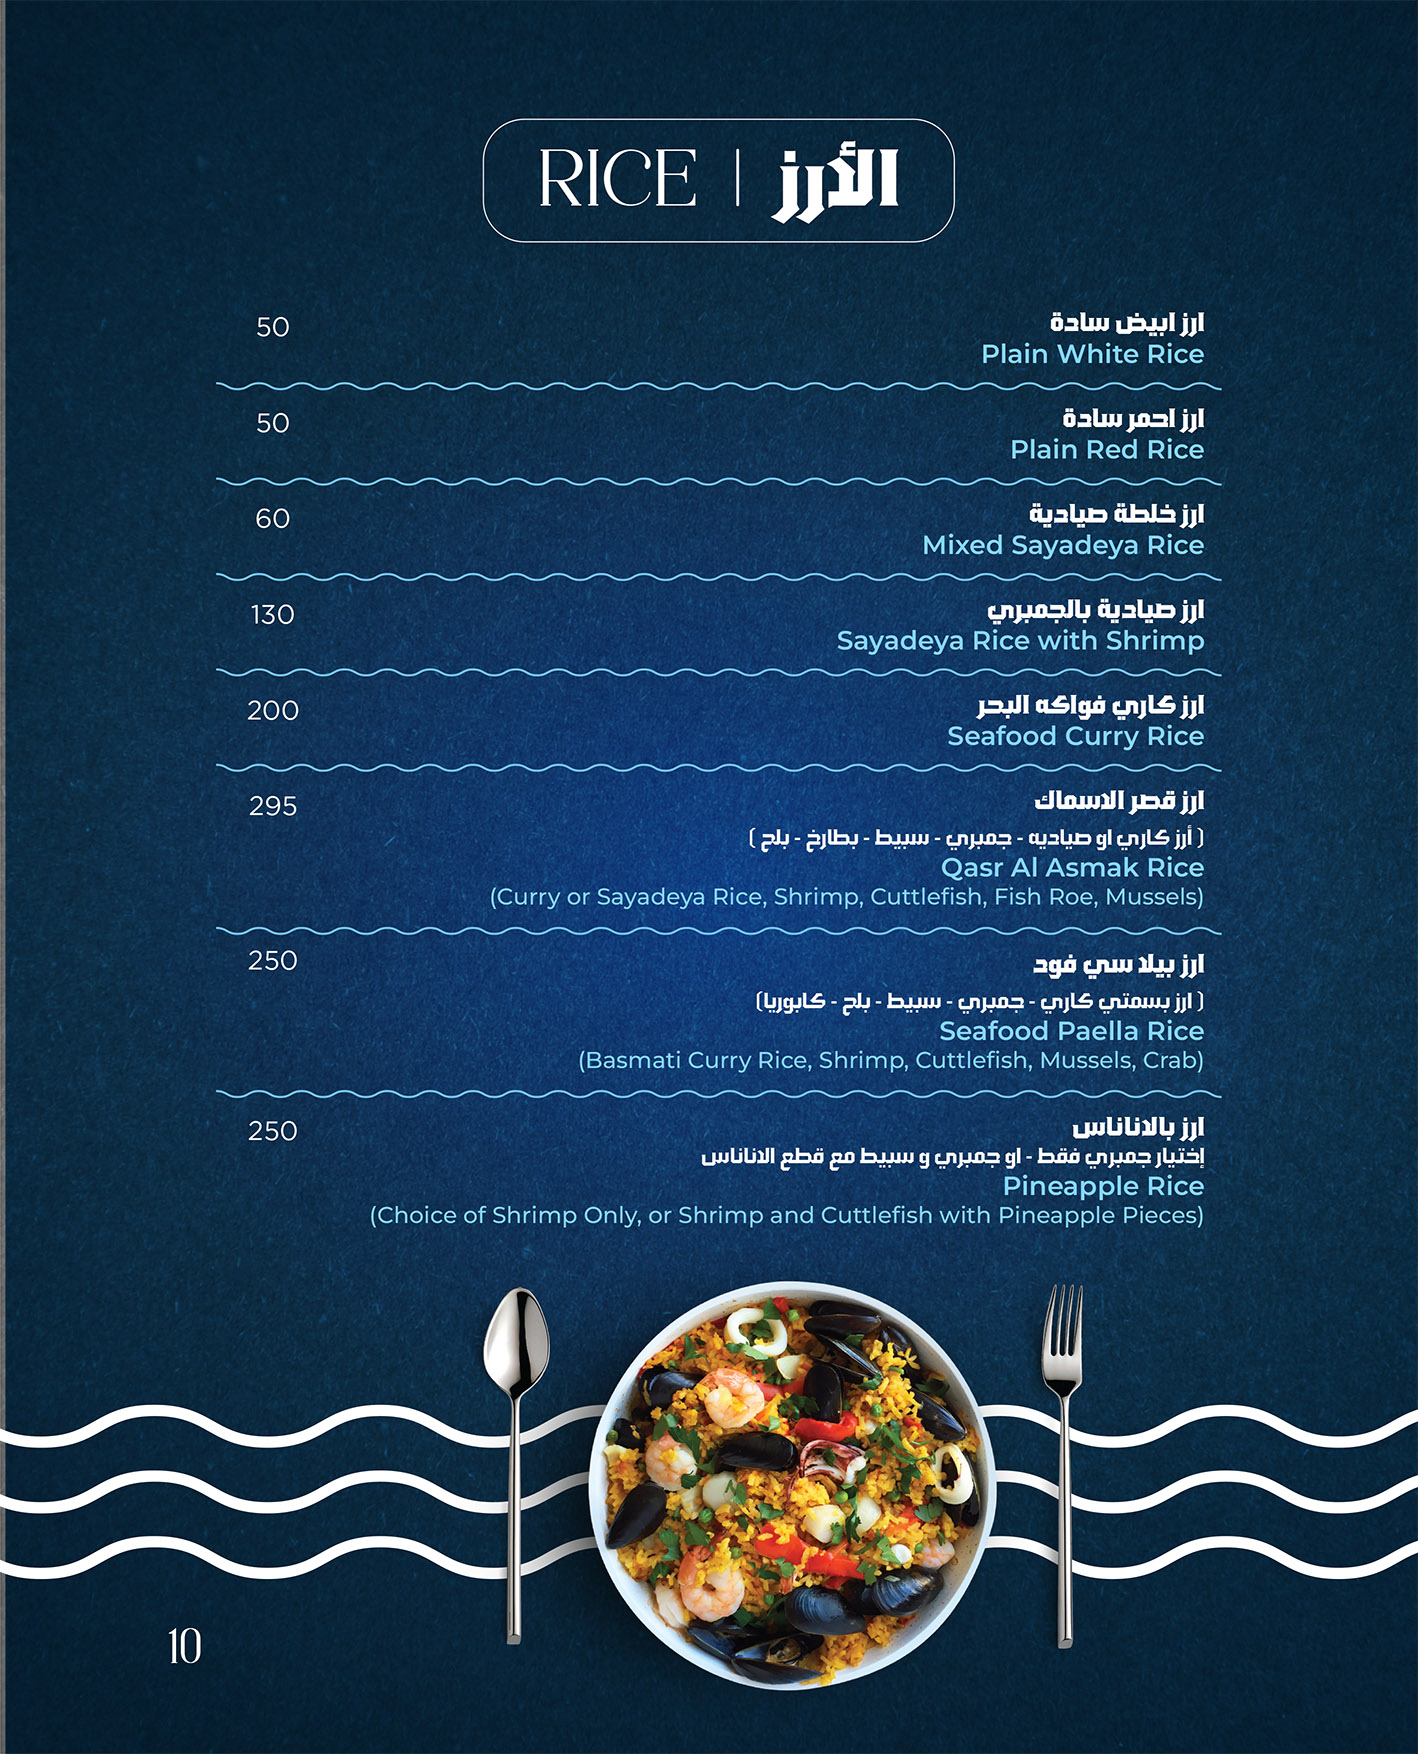 RICE | الأرز
ارز ابيض سادة
50
Plain White Rice
ارز احمر سادة
50
Plain Red Rice
ارز خلطة صيادية
60
Mixed Sayadeya Rice
ارز صيادية بالجمبري
130
Sayadeya Rice with Shrimp
ارز كاري فواكه البحر
200
Seafood Curry Rice
ارز قصر الاسماك
295
( أرز كاري او صياديه - جمبري - سبيط - بطارخ - بلح )
Qasr Al Asmak Rice
(Curry or Sayadeya Rice, Shrimp, Cuttlefish, Fish Roe, Mussels)
ارز بيلا سي فود
250
( ارز بسمتي كاري - جمبري - سبيط - بلح - كابوريا)
Seafood Paella Rice
(Basmati Curry Rice, Shrimp, Cuttlefish, Mussels, Crab)
ارز بالاناناس
250
إختيار جمبري فقط - او جمبري و سبيط مع قطع الاناناس
Pineapple Rice
(Choice of Shrimp Only, or Shrimp and Cuttlefish with Pineapple Pieces)
10